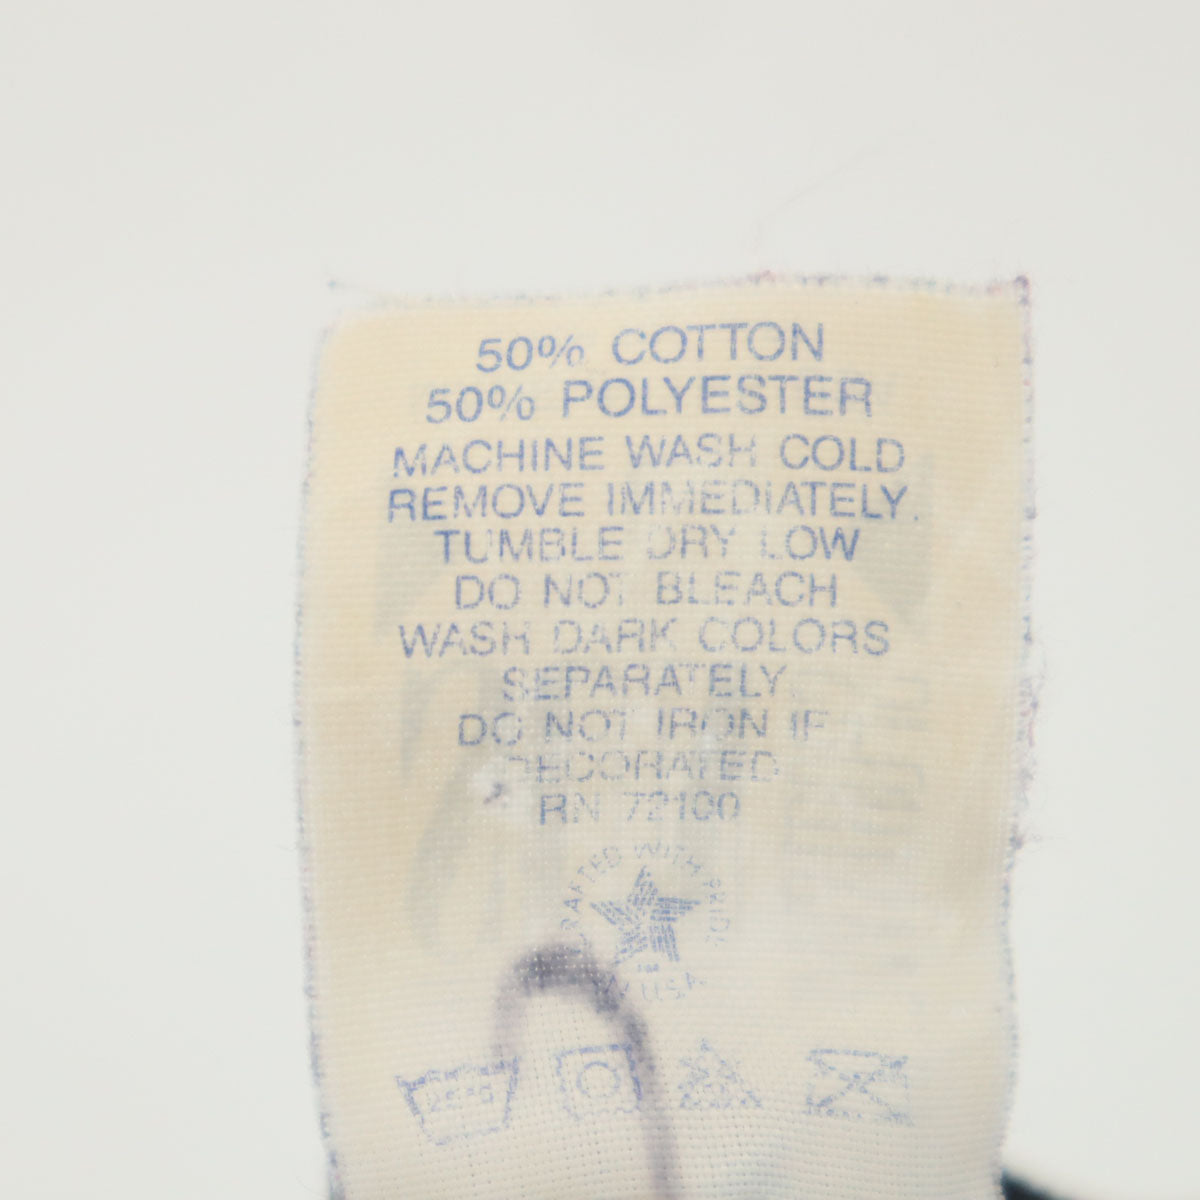 50% COTTON
50% POLYESTER
MACHINE WASH COLD
REMOVE IMMEDIATELY.
TUMBLE DRY LOW
DO NOT BLEACH
WASH DARK COLORS
SEPARATELY.
DO NOT IRON IF
DECORATED
RN 72100
CRAFTED WITH PRIDE
IN U.S.A.